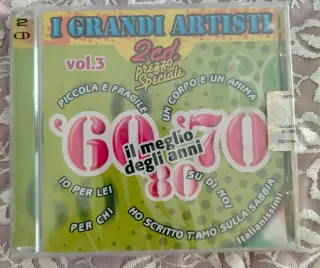 2
CD
I GRANDI ARTISTI
2cd
prezzo
speciale
vol.3
PICCOLA E FRAGILE
UN CORPO E UN ANIMA
'60 '70
il meglio
degli anni
'80
IO PER LEI
SU DI NOI
PER CHI
HO SCRITTO T'AMO SULLA SABBIA
Italianissimi